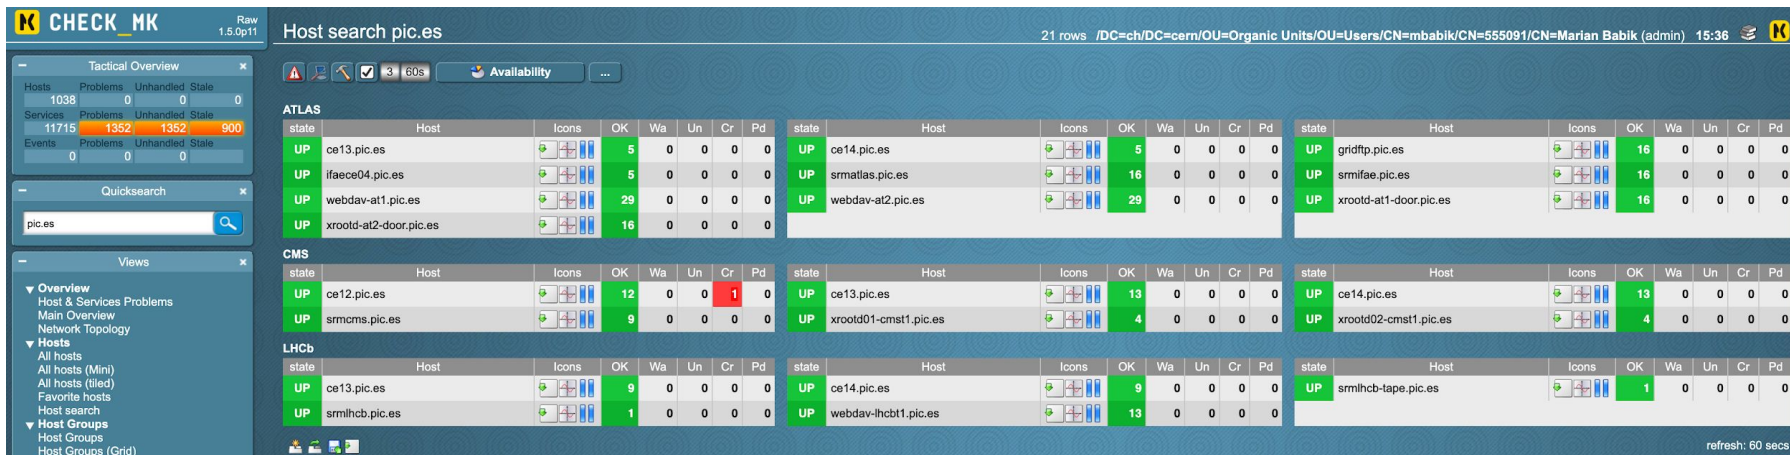 CHECK_MK
Raw
1.5.0p11
Host search pic.es
21 rows /DC=ch/DC=cern/OU=Organic Units/OU=Users/CN=mbabik/CN=555091/CN=Marian Babik (admin) 15:36
Tactical Overview
Hosts Problems Unhandled Stale
1038 0 0 0
Services Problems Unhandled Stale
11715 1352 1352 900
Events Problems Unhandled Stale
0 0 0
Quicksearch
pic.es
Views
Overview
Host & Services Problems
Main Overview
Network Topology
Hosts
All hosts
All hosts (Mini)
All hosts (tiled)
Favorite hosts
Host search
Host Groups
Host Groups
Host Groups (Grid)
3 60s Availability ...
ATLAS
state Host Icons OK Wa Un Cr Pd state Host Icons OK Wa Un Cr Pd state Host Icons OK Wa Un Cr Pd
UP ce13.pic.es 5 0 0 0 0 UP ce14.pic.es 5 0 0 0 0 UP gridftp.pic.es 16 0 0 0 0
UP ifaece04.pic.es 5 0 0 0 0 UP srmatlas.pic.es 16 0 0 0 0 UP srmifae.pic.es 16 0 0 0 0
UP webdav-at1.pic.es 29 0 0 0 0 UP webdav-at2.pic.es 29 0 0 0 0 UP xrootd-at1-door.pic.es 16 0 0 0 0
UP xrootd-at2-door.pic.es 16 0 0 0 0
CMS
state Host Icons OK Wa Un Cr Pd state Host Icons OK Wa Un Cr Pd state Host Icons OK Wa Un Cr Pd
UP ce12.pic.es 12 0 0 1 0 UP ce13.pic.es 13 0 0 0 0 UP ce14.pic.es 13 0 0 0 0
UP srmcms.pic.es 9 0 0 0 0 UP xrootd01-cmst1.pic.es 4 0 0 0 0 UP xrootd02-cmst1.pic.es 4 0 0 0 0
LHCb
state Host Icons OK Wa Un Cr Pd state Host Icons OK Wa Un Cr Pd state Host Icons OK Wa Un Cr Pd
UP ce13.pic.es 9 0 0 0 0 UP ce14.pic.es 9 0 0 0 0 UP srmlhcb-tape.pic.es 1 0 0 0 0
UP srmlhcb.pic.es 1 0 0 0 0 UP webdav-lhcbt1.pic.es 13 0 0 0 0
refresh: 60 secs